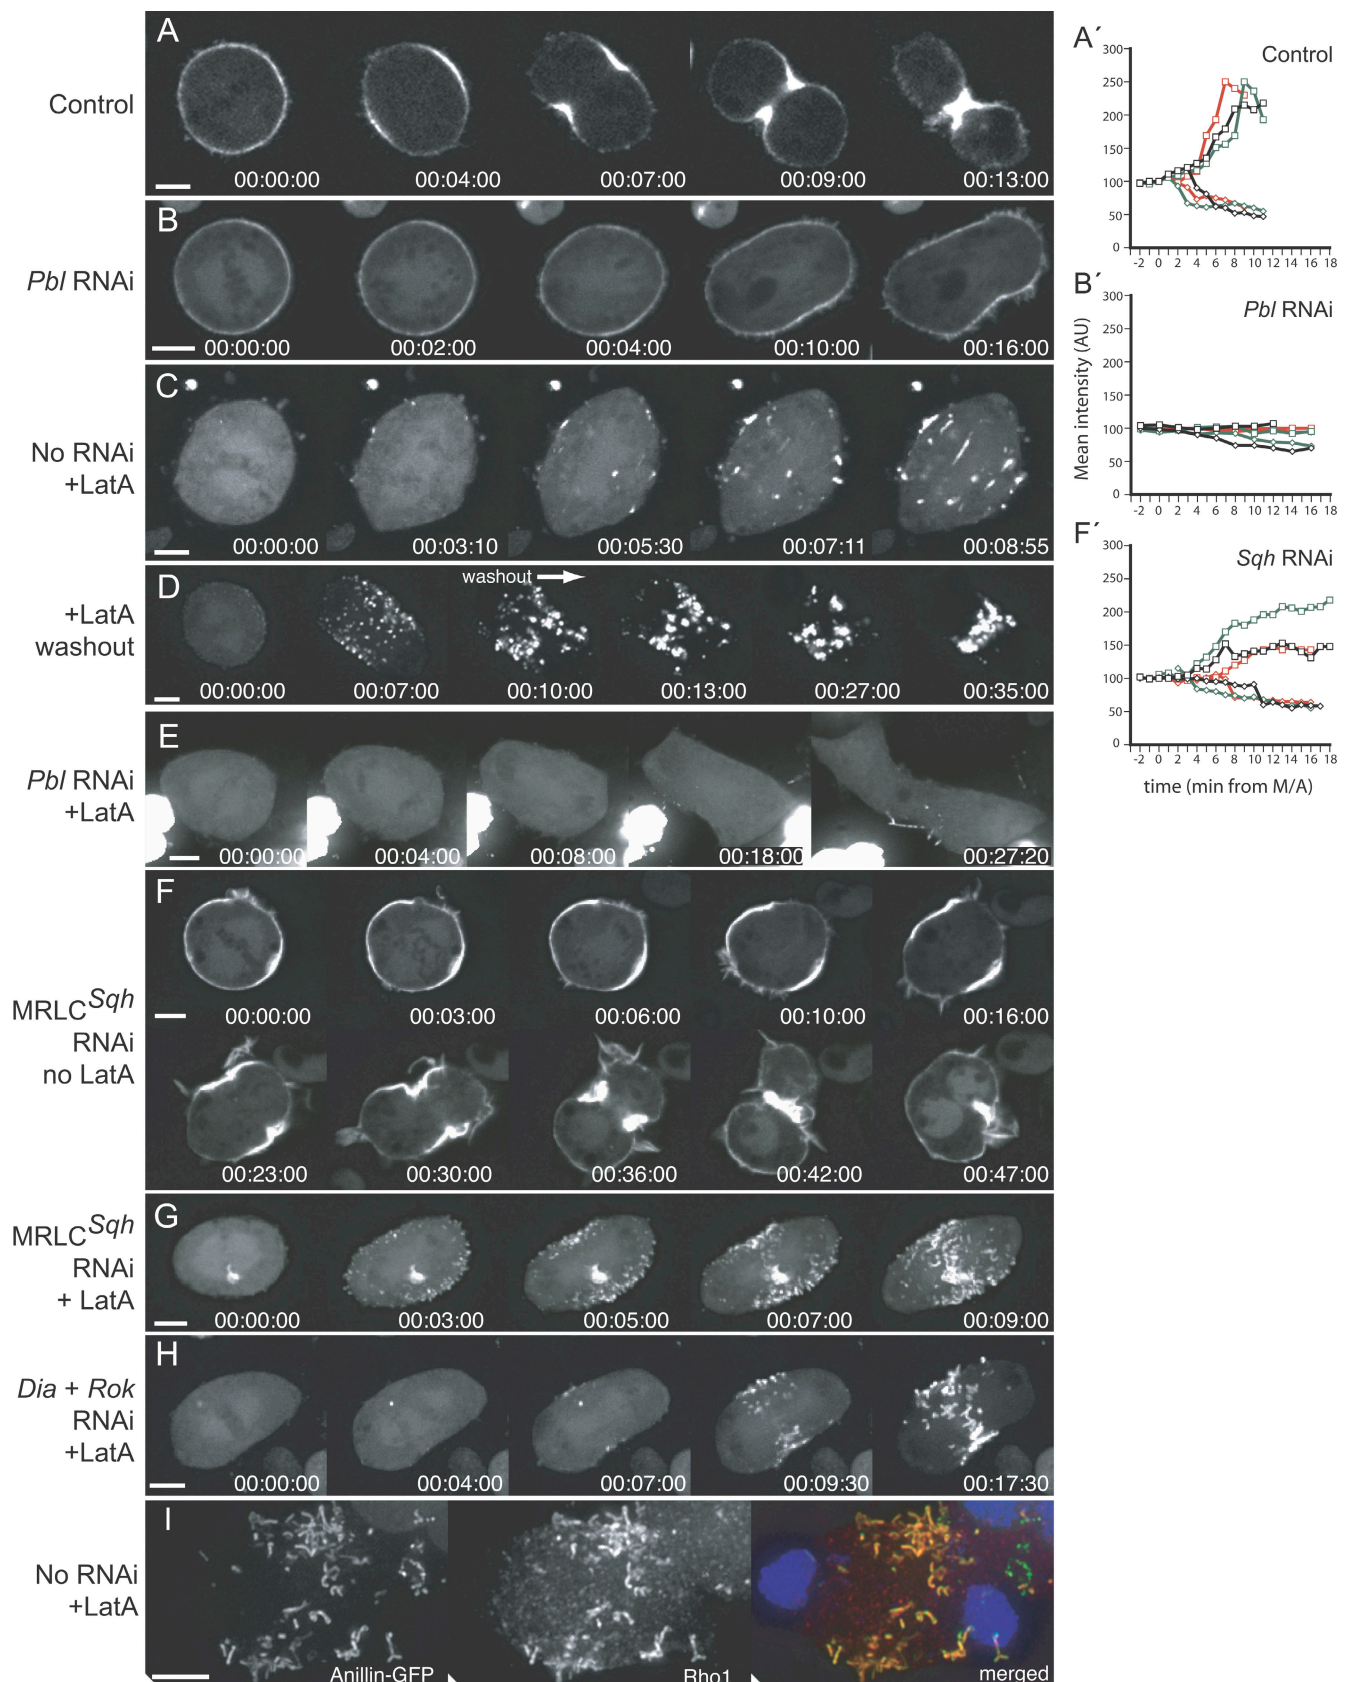 A
Control
00:00:00 00:04:00 00:07:00 00:09:00 00:13:00
B
Pbl RNAi
00:00:00 00:02:00 00:04:00 00:10:00 00:16:00
C
No RNAi
+LatA
00:00:00 00:03:10 00:05:30 00:07:11 00:08:55
D
washout
+LatA
washout
00:00:00 00:07:00 00:10:00 00:13:00 00:27:00 00:35:00
E
Pbl RNAi
+LatA
00:00:00 00:04:00 00:08:00 00:18:00 00:27:20
F
MRLC Sqh
RNAi
no LatA
00:00:00 00:03:00 00:06:00 00:10:00 00:16:00
00:23:00 00:30:00 00:36:00 00:42:00 00:47:00
G
MRLC Sqh
RNAi
+ LatA
00:00:00 00:03:00 00:05:00 00:07:00 00:09:00
H
Dia + Rok
RNAi
+LatA
00:00:00 00:04:00 00:07:00 00:09:30 00:17:30
I
No RNAi
+LatA
Anillin-GFP Rho1 merged
A´
Control
300
250
200
150
100
50
0
-2 0 2 4 6 8 10 12 14 16 18
B´
Pbl RNAi
Mean intensity (AU)
300
250
200
150
100
50
0
-2 0 2 4 6 8 10 12 14 16 18
F´
Sqh RNAi
300
250
200
150
100
50
0
-2 0 2 4 6 8 10 12 14 16 18
time (min from M/A)